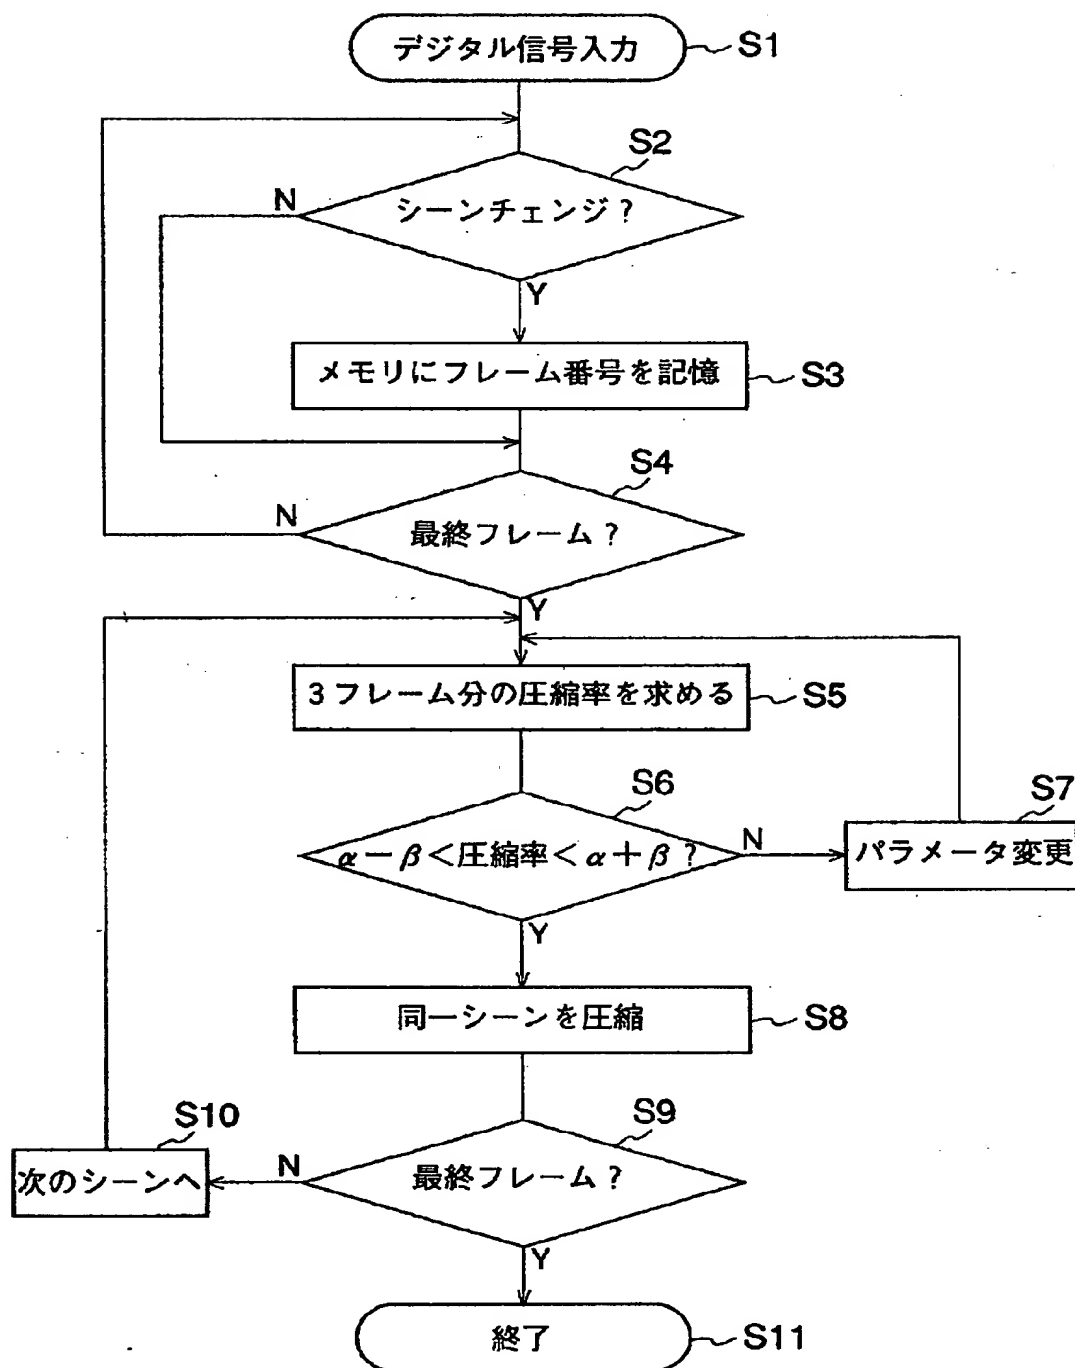 デジタル信号入力 S1
S2
N
シーンチェンジ?
Y
メモリにフレーム番号を記憶 S3
S4
N
最終フレーム?
Y
3フレーム分の圧縮率を求める S5
S6
S7
α-β<圧縮率<α+β?
N
パラメータ変更
Y
同一シーンを圧縮 S8
S9
S10
次のシーンへ
N
最終フレーム?
Y
終了 S11